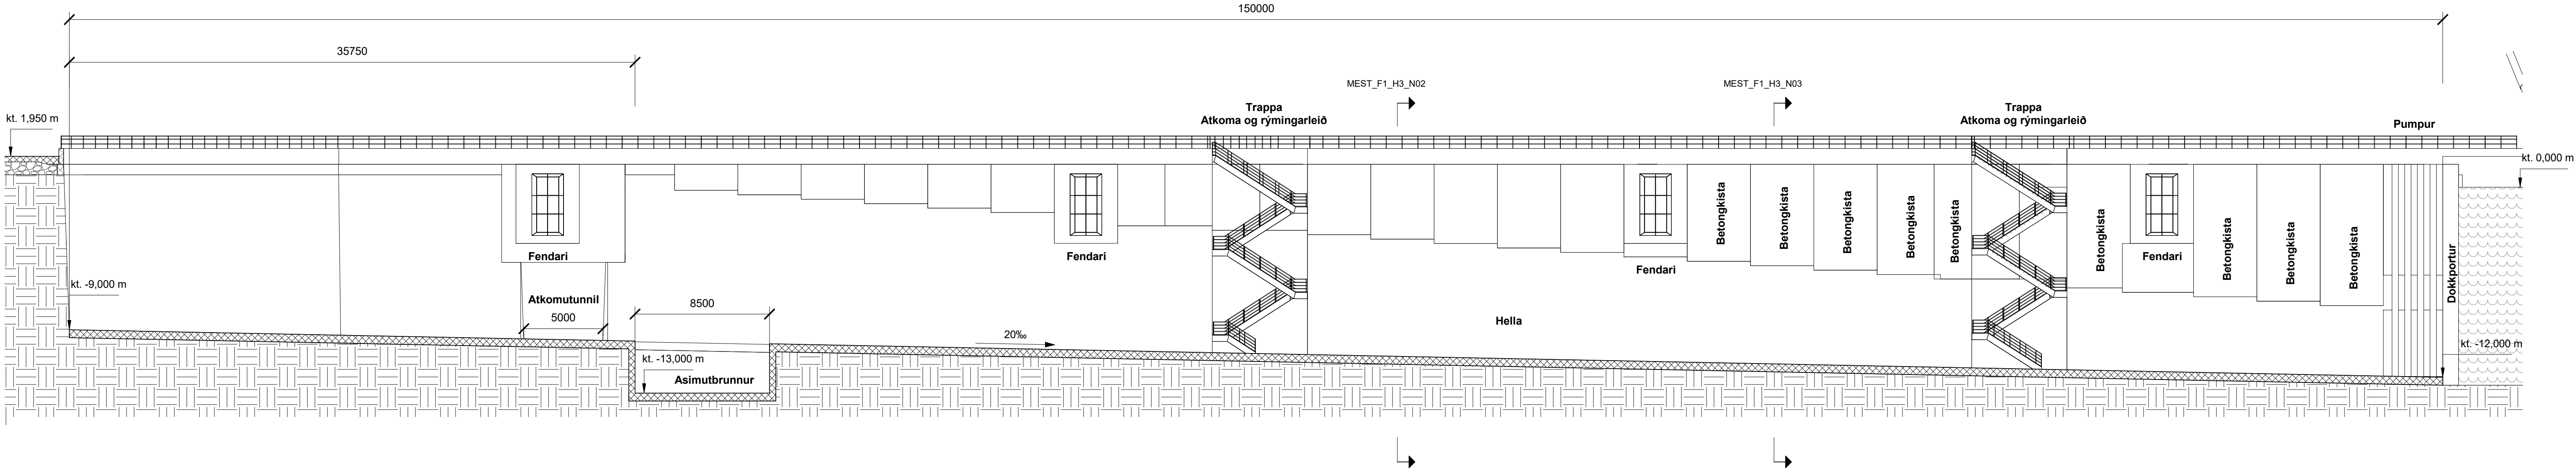 150000
35750
MEST_F1_H3_N02
MEST_F1_H3_N03
kt. 1,950 m
Trappa
Atkoma og rýmingarleið
Trappa
Atkoma og rýmingarleið
Pumpur
kt. 0,000 m
Betongkista
Betongkista
Betongkista
Betongkista
Betongkista
Betongkista
Betongkista
Betongkista
Betongkista
Fendari
Fendari
Fendari
Fendari
Dokkportur
kt. -9,000 m
Atkomutunnil
5000
8500
Hella
20‰
kt. -12,000 m
kt. -13,000 m
Asimutbrunnur